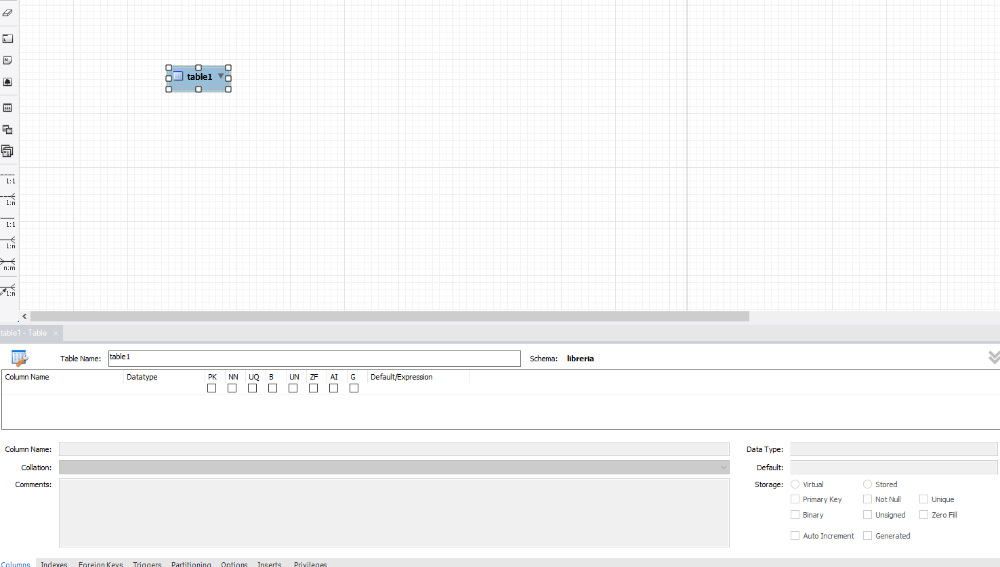 table1
1:1
1:n
1:1
1:n
n:m
1:n
table1 - Table
Table Name: table1 Schema: libreria
Column Name Datatype PK NN UQ B UN ZF AI G Default/Expression
Column Name: Data Type:
Collation: Default:
Comments: Storage: Virtual Stored
Primary Key Not Null Unique
Binary Unsigned Zero Fill
Auto Increment Generated
Columns Indexes Foreign Keys Triggers Partitioning Options Inserts Privileges